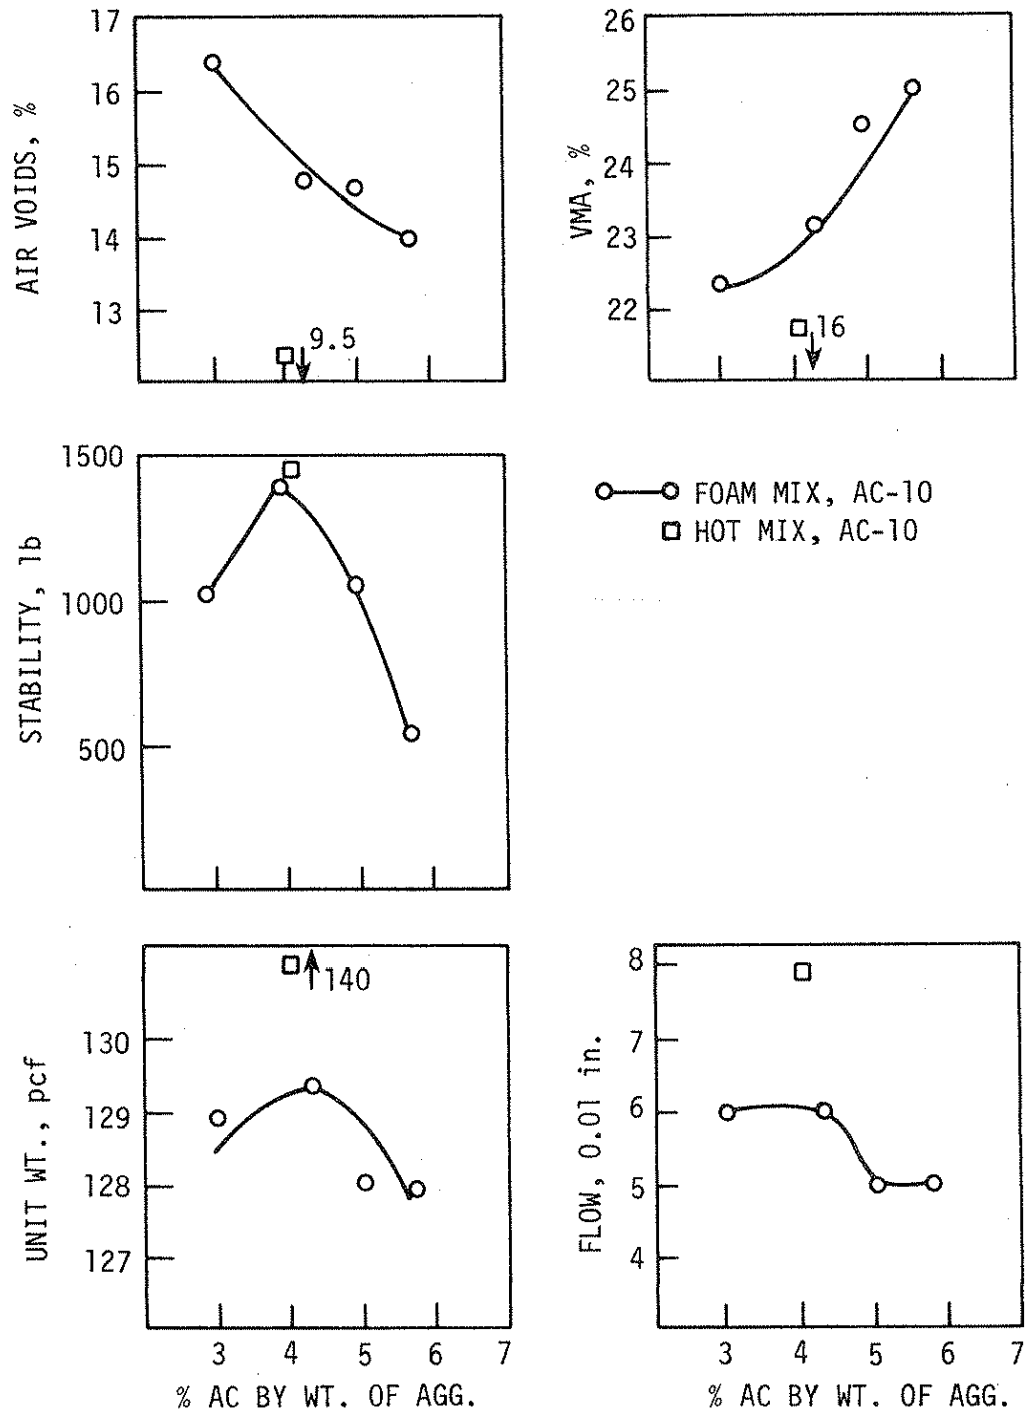 17
16
15
14
13
AIR VOIDS, %
9.5
26
25
24
23
22
VMA, %
16
1500
1000
500
STABILITY, lb
FOAM MIX, AC-10
HOT MIX, AC-10
130
129
128
127
UNIT WT., pcf
140
3 4 5 6 7
% AC BY WT. OF AGG.
8
7
6
5
4
FLOW, 0.01 in.
3 4 5 6 7
% AC BY WT. OF AGG.